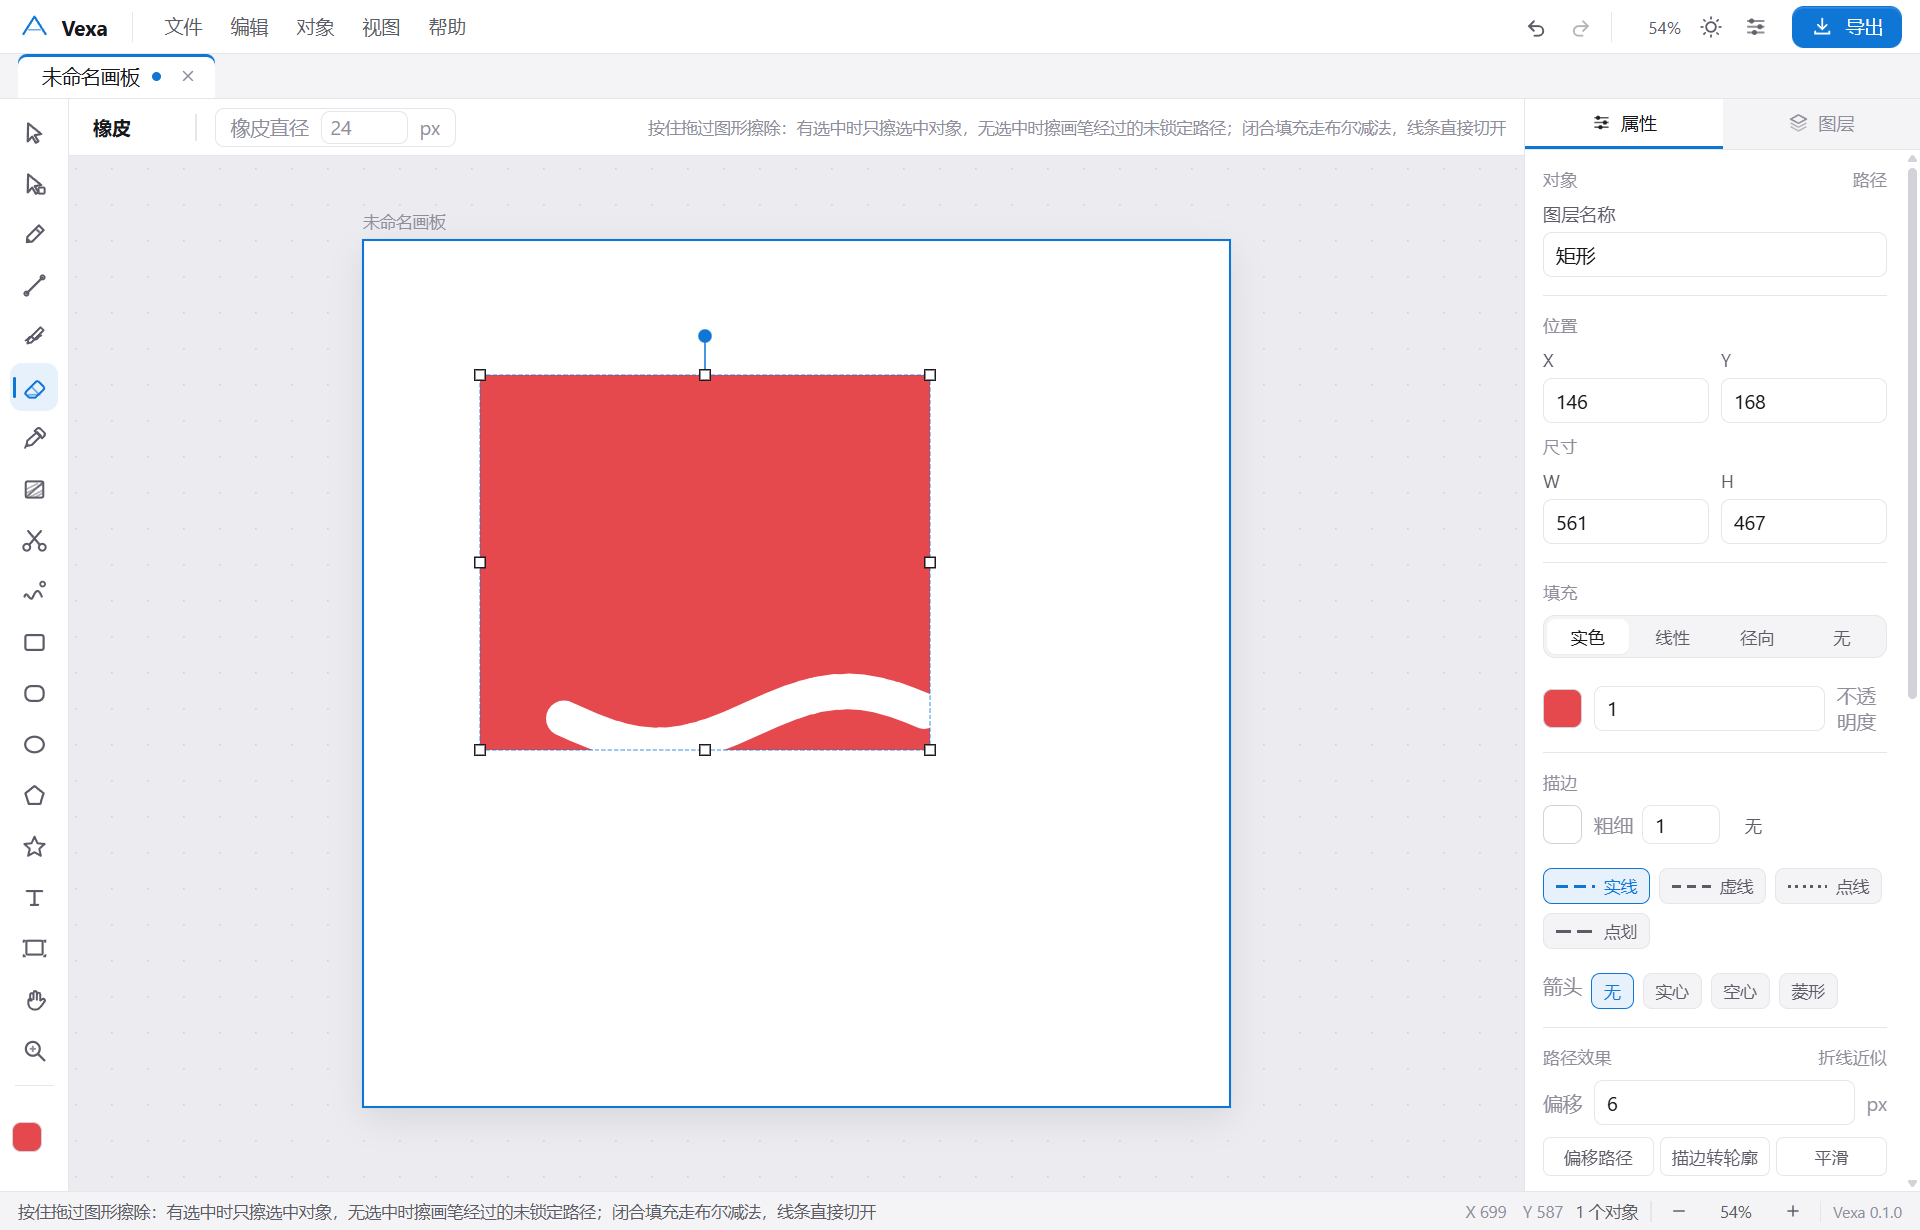 Vexa 文件 编辑 对象 视图 帮助 54% 导出
未命名画板
橡皮 橡皮直径 24 px 按住拖过图形擦除：有选中时只擦选中对象，无选中时擦画笔经过的未锁定路径；闭合填充走布尔减法，线条直接切开
属性 图层
未命名画板
对象 路径
图层名称
矩形
位置
X Y
146 168
尺寸
W H
561 467
填充
实色 线性 径向 无
1 不透明度
描边
粗细 1 无
实线 虚线 点线
点划
箭头 无 实心 空心 菱形
路径效果 折线近似
偏移 6 px
偏移路径 描边转轮廓 平滑
按住拖过图形擦除：有选中时只擦选中对象，无选中时擦画笔经过的未锁定路径；闭合填充走布尔减法，线条直接切开 X 699 Y 587 1 个对象 54% Vexa 0.1.0